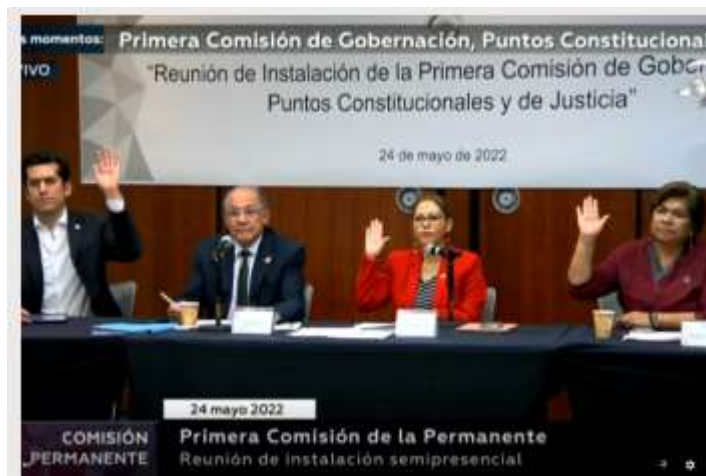 s momentos:
Primera Comisión de Gobernación, Puntos Constituciona
IVO
"Reunión de Instalación de la Primera Comisión de Gober
Puntos Constitucionales y de Justicia"
24 de mayo de 2022
24 mayo 2022
COMISIÓN
PERMANENTE
Primera Comisión de la Permanente
Reunión de instalación semipresencial